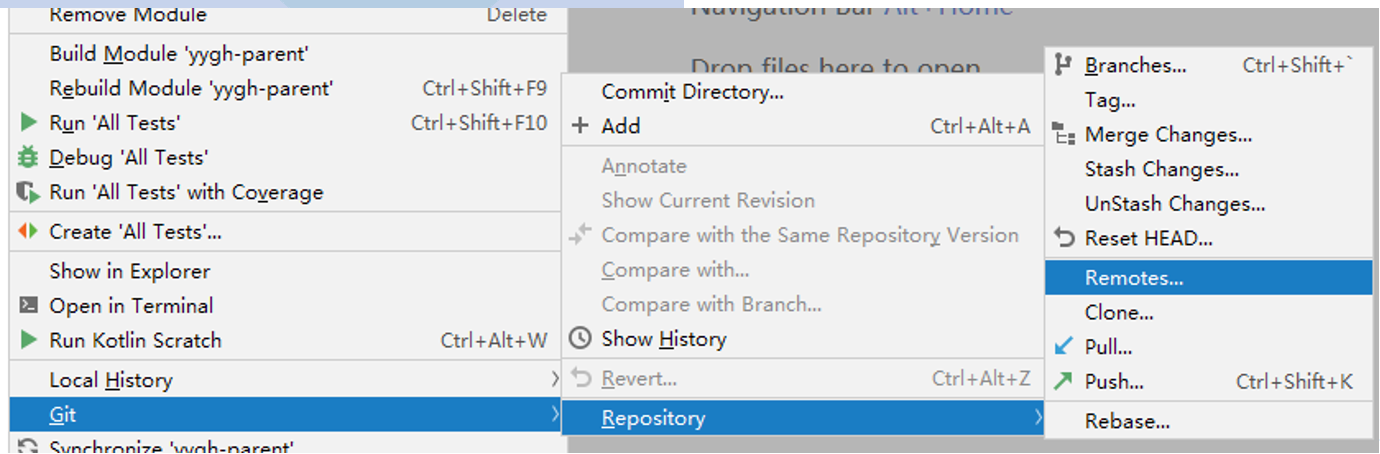 Remove Module Delete
Build Module 'yygh-parent'
Rebuild Module 'yygh-parent' Ctrl+Shift+F9
Run 'All Tests' Ctrl+Shift+F10
Debug 'All Tests'
Run 'All Tests' with Coverage
Create 'All Tests'...
Show in Explorer
Open in Terminal
Run Kotlin Scratch Ctrl+Alt+W
Local History
Git
Synchronize 'yygh-parent'
Navigation Bar Alt+Home
Drop files here to open
Commit Directory...
Add Ctrl+Alt+A
Annotate
Show Current Revision
Compare with the Same Repository Version
Compare with...
Compare with Branch...
Show History
Revert... Ctrl+Alt+Z
Repository
Branches... Ctrl+Shift+`
Tag...
Merge Changes...
Stash Changes...
UnStash Changes...
Reset HEAD...
Remotes...
Clone...
Pull...
Push... Ctrl+Shift+K
Rebase...